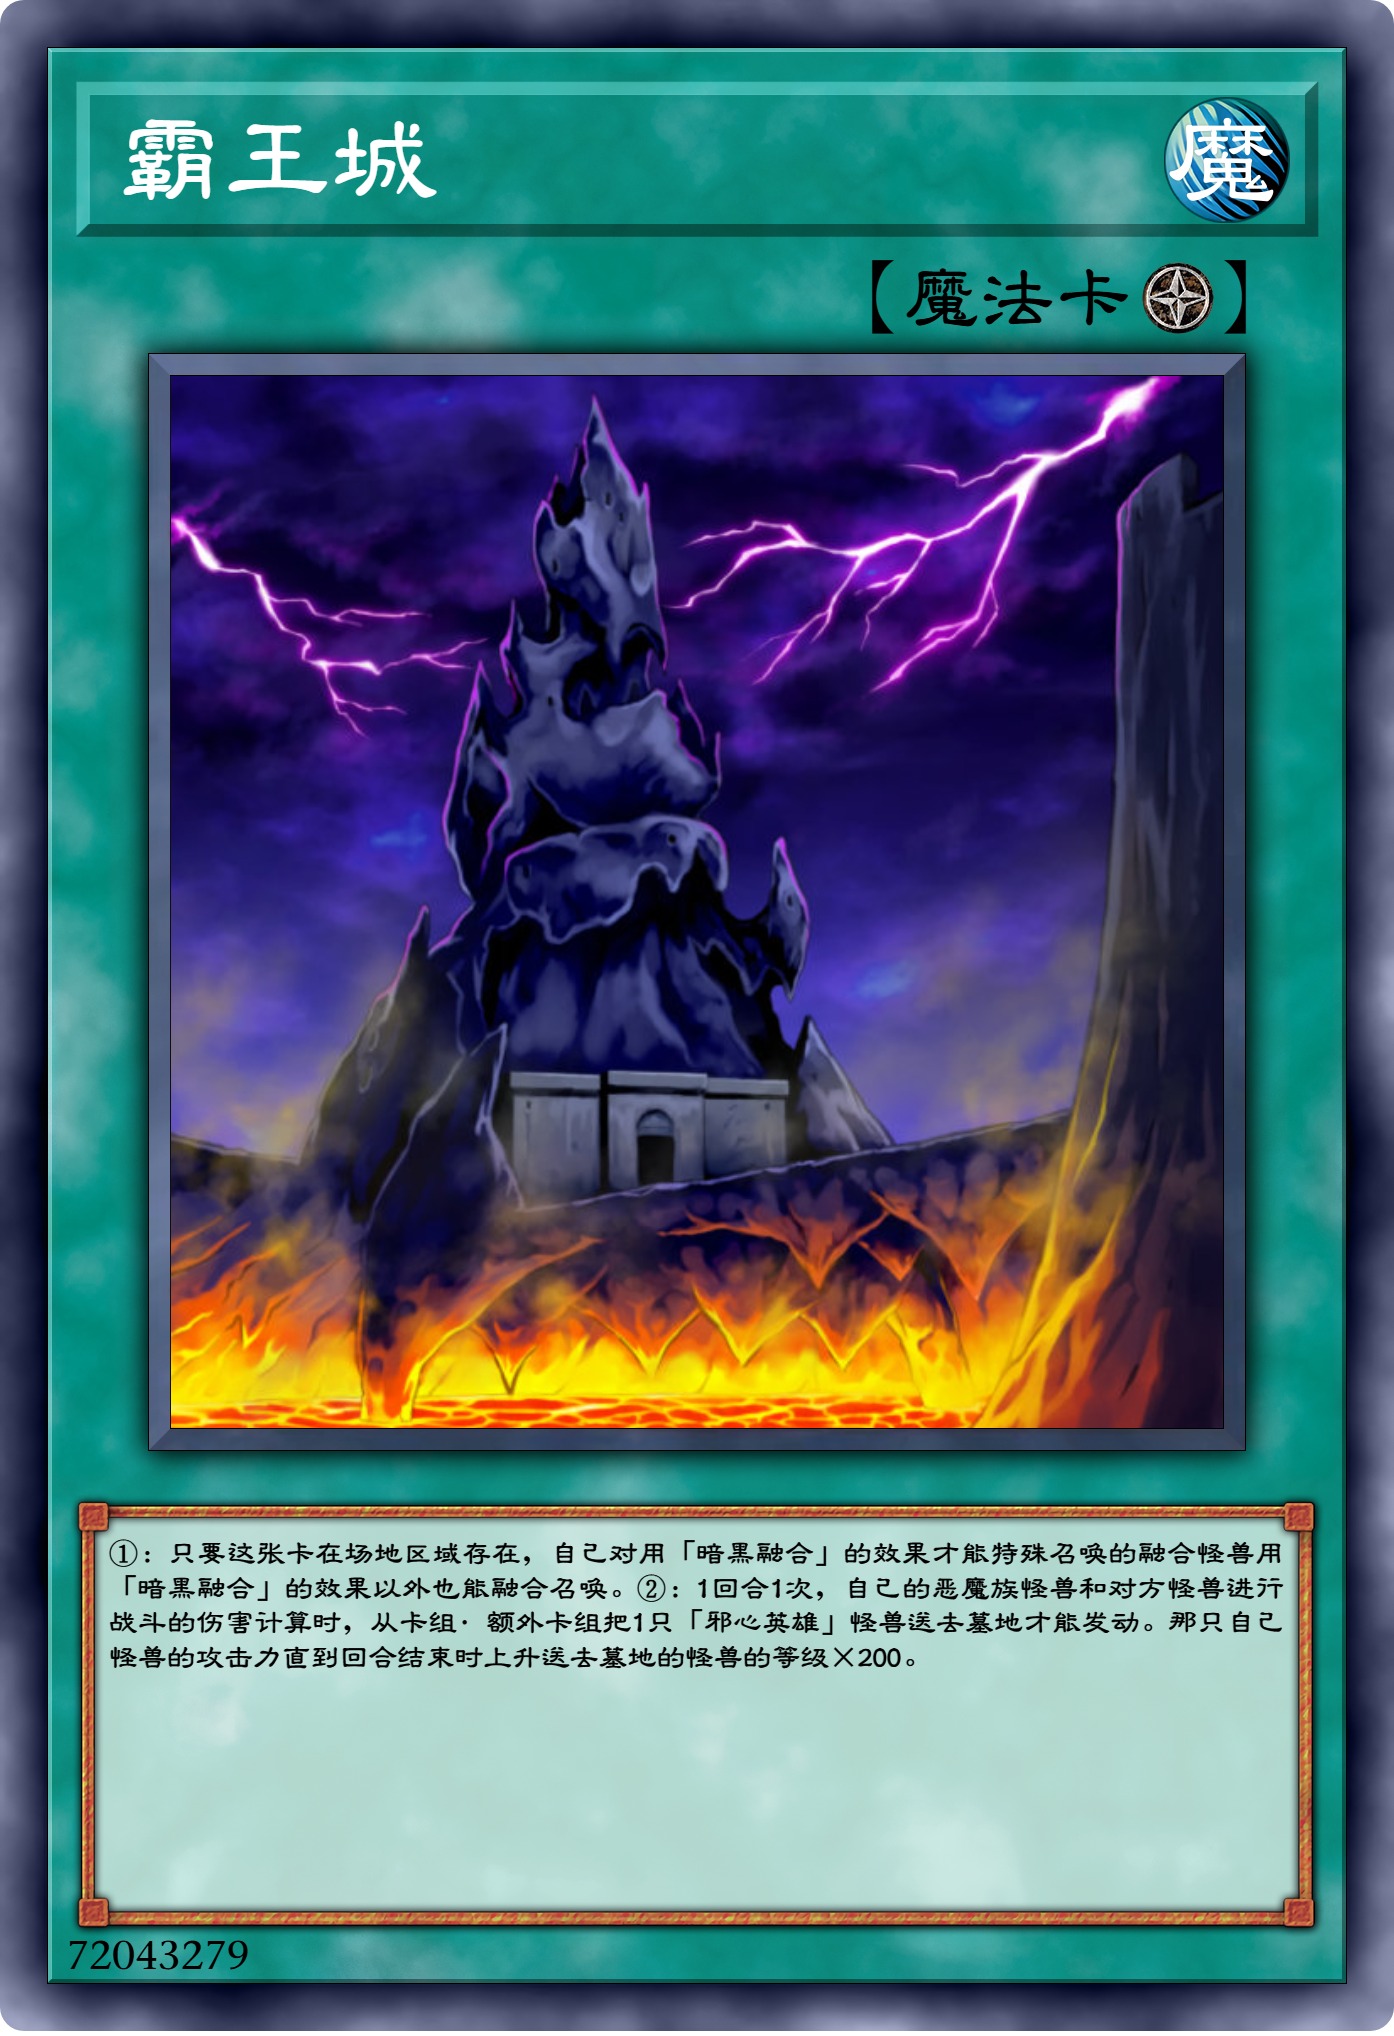 霸王城
魔
【魔法卡】
①：只要这张卡在场地区域存在，自己对用「暗黑融合」的效果才能特殊召唤的融合怪兽用
「暗黑融合」的效果以外也能融合召唤。②：1回合1次，自己的恶魔族怪兽和对方怪兽进行
战斗的伤害计算时，从卡组·额外卡组把1只「邪心英雄」怪兽送去墓地才能发动。那只自己
怪兽的攻击力直到回合结束时上升送去墓地的怪兽的等级×200。
72043279